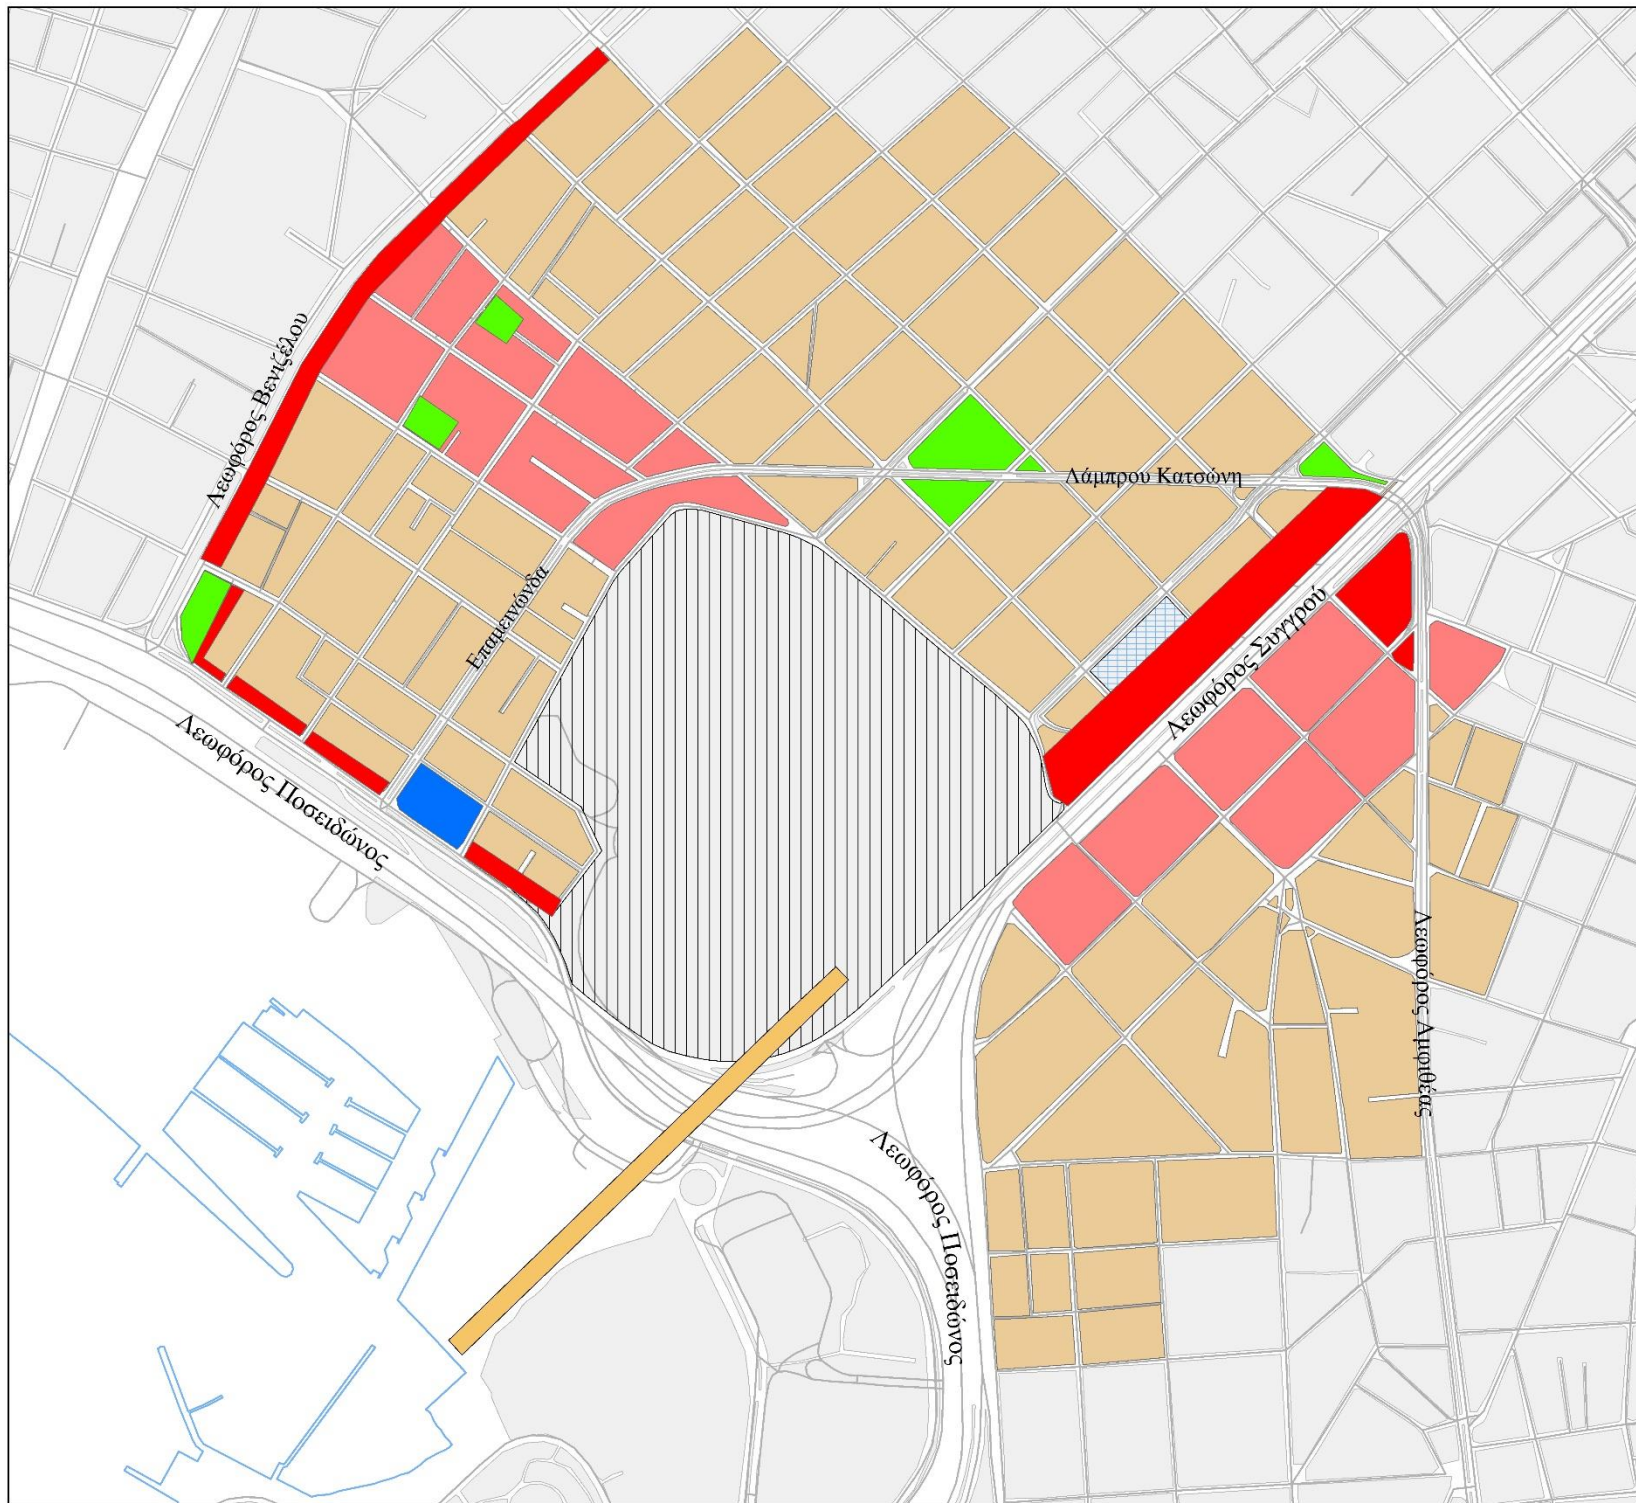 Λεωφόρος Βενιζέλου
Λάμπρου Κατσώνη
Επαμεινώνδα
Λεωφόρος Συγγρού
Λεωφόρος Ποσειδώνος
Λεωφόρος Αμφιθέας
Λεωφόρος Ποσειδώνος